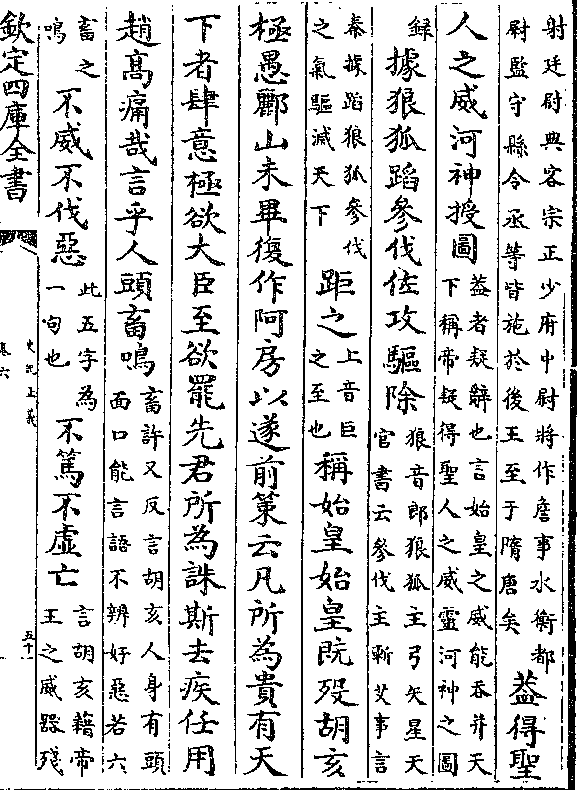 射廷尉典客宗正少府中尉將作詹事水衡都
尉監守縣令丞等皆施於後王至于隋唐矣
蓋得聖
人之威河神授圖
蓋者疑辭也言始皇之威能吞并天
下稱帝疑得聖人之威靈河神之圖
録
據狼狐蹈參伐佐攻驅除
狼音郎狼狐主弓矢星天
官書云參伐主斬艾事言
秦據蹈狼狐參伐
之氣驅滅天下
距之
上音巨
之至也
稱始皇始皇既殁胡亥
極愚酈山未畢復作阿房以遂前策云凡所為貴有天
下者肆意極欲大臣至欲罷先君所為誅斯去疾任用
趙髙痛哉言乎人頭畜鳴
畜許又反言胡亥人身有頭
面口能言語不辨好惡若六
畜之
鳴
不威不伐惡
此五字為
一句也
不篤不虛亡
言胡亥藉帝
王之威器殘
欽定四庫全書
史記正義
卷六
五十